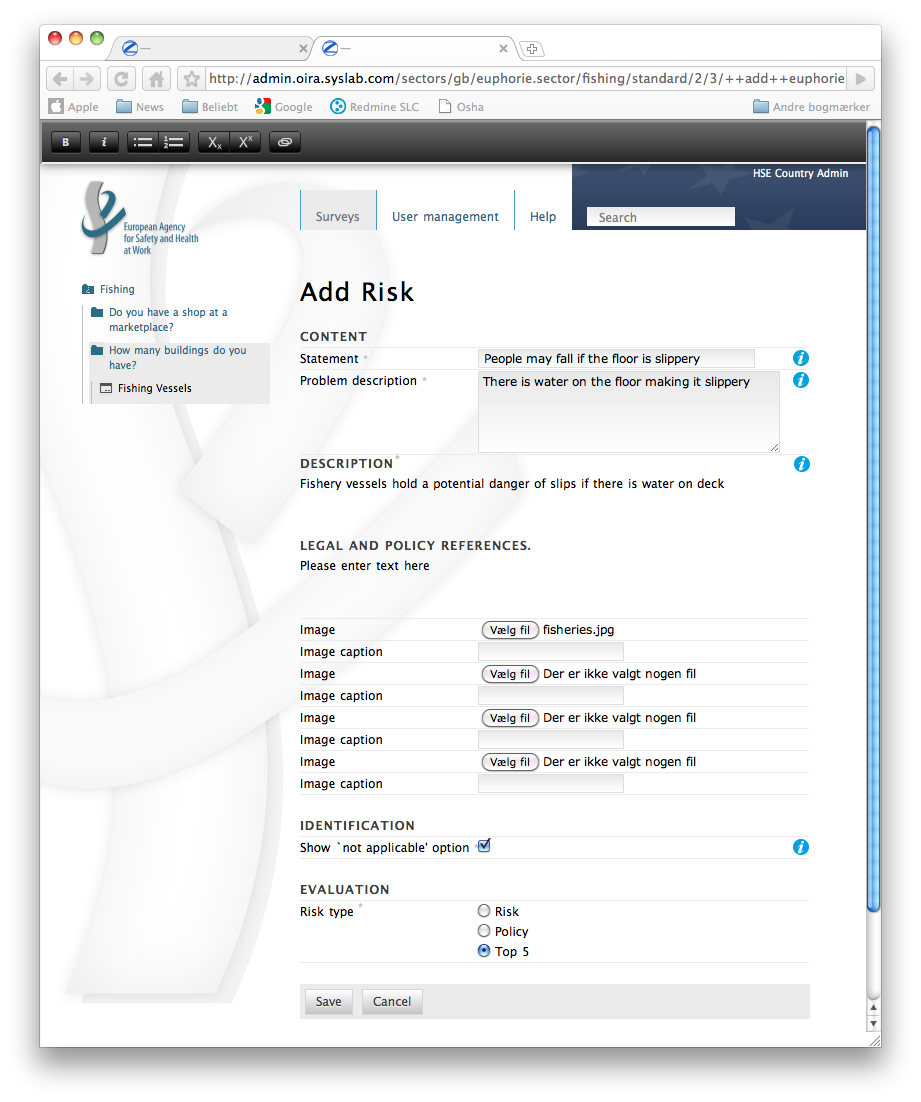 —
—
http://admin.oira.syslab.com/sectors/gb/euphorie.sector/fishing/standard/2/3/++add++euphorie
Apple
News
Beliebt
Google
Redmine SLC
Osha
Andre bogmærker
B
i
1
2
Xx
Xx
HSE Country Admin
European Agency
for Safety and Health
at Work
Surveys
User management
Help
Search
Fishing
Do you have a shop at a
marketplace?
How many buildings do you
have?
Fishing Vessels
Add Risk
CONTENT
Statement *
People may fall if the floor is slippery
i
Problem description *
There is water on the floor making it slippery
i
DESCRIPTION*
i
Fishery vessels hold a potential danger of slips if there is water on deck
LEGAL AND POLICY REFERENCES.
Please enter text here
Image
Vælg fil fisheries.jpg
Image caption
Image
Vælg fil Der er ikke valgt nogen fil
Image caption
Image
Vælg fil Der er ikke valgt nogen fil
Image caption
Image
Vælg fil Der er ikke valgt nogen fil
Image caption
IDENTIFICATION
Show `not applicable' option *
i
EVALUATION
Risk type *
Risk
Policy
Top 5
Save
Cancel